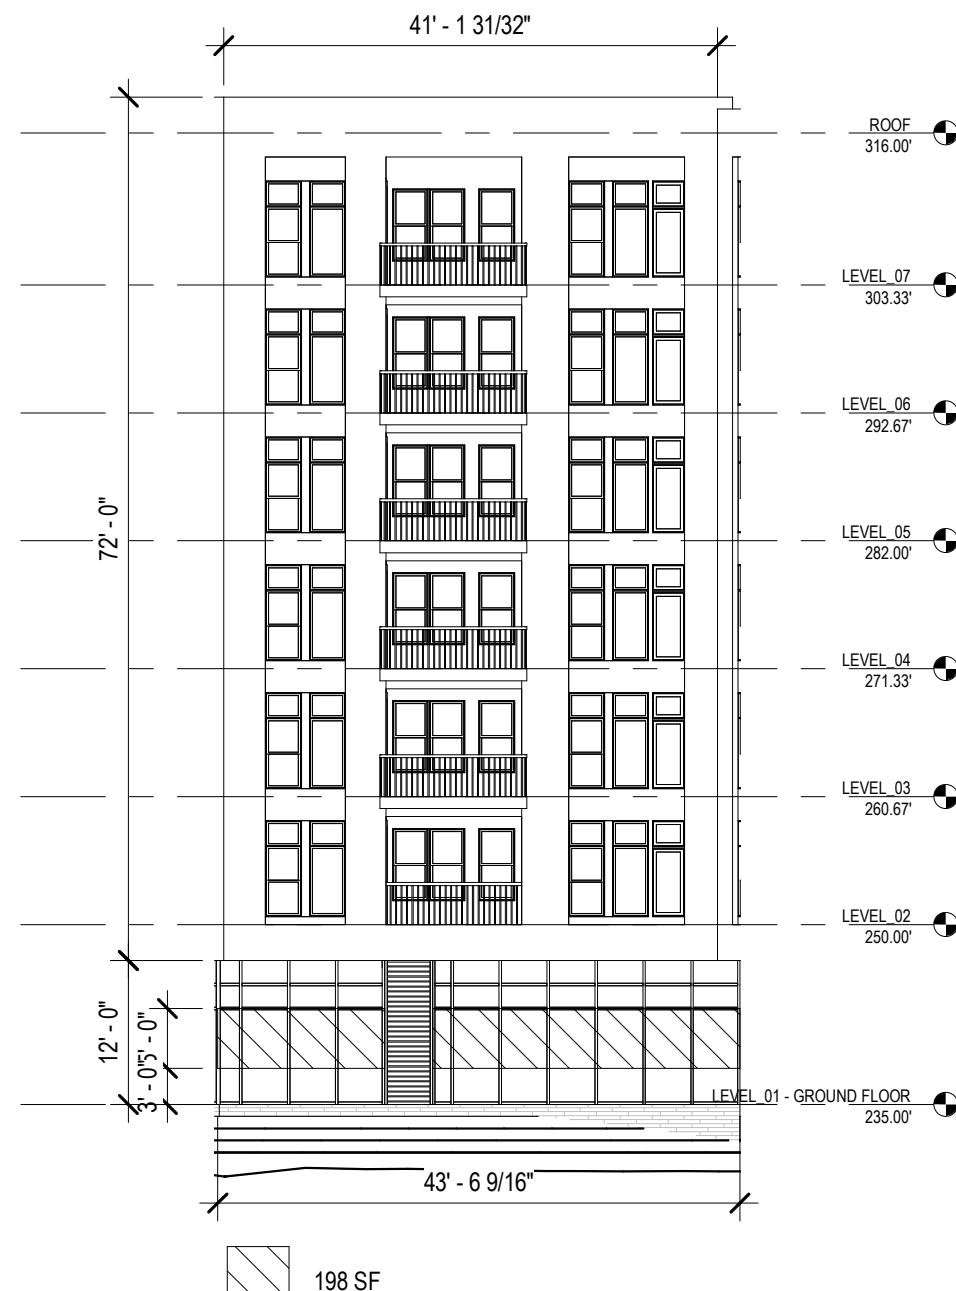 41' - 1 31/32"
ROOF
316.00'
LEVEL_07
303.33'
LEVEL_06
292.67'
72' - 0"
LEVEL_05
282.00'
LEVEL_04
271.33'
LEVEL_03
260.67'
LEVEL_02
250.00'
12' - 0"
5' - 0"
3' - 0"
LEVEL_01 - GROUND FLOOR
235.00'
43' - 6 9/16"
198 SF